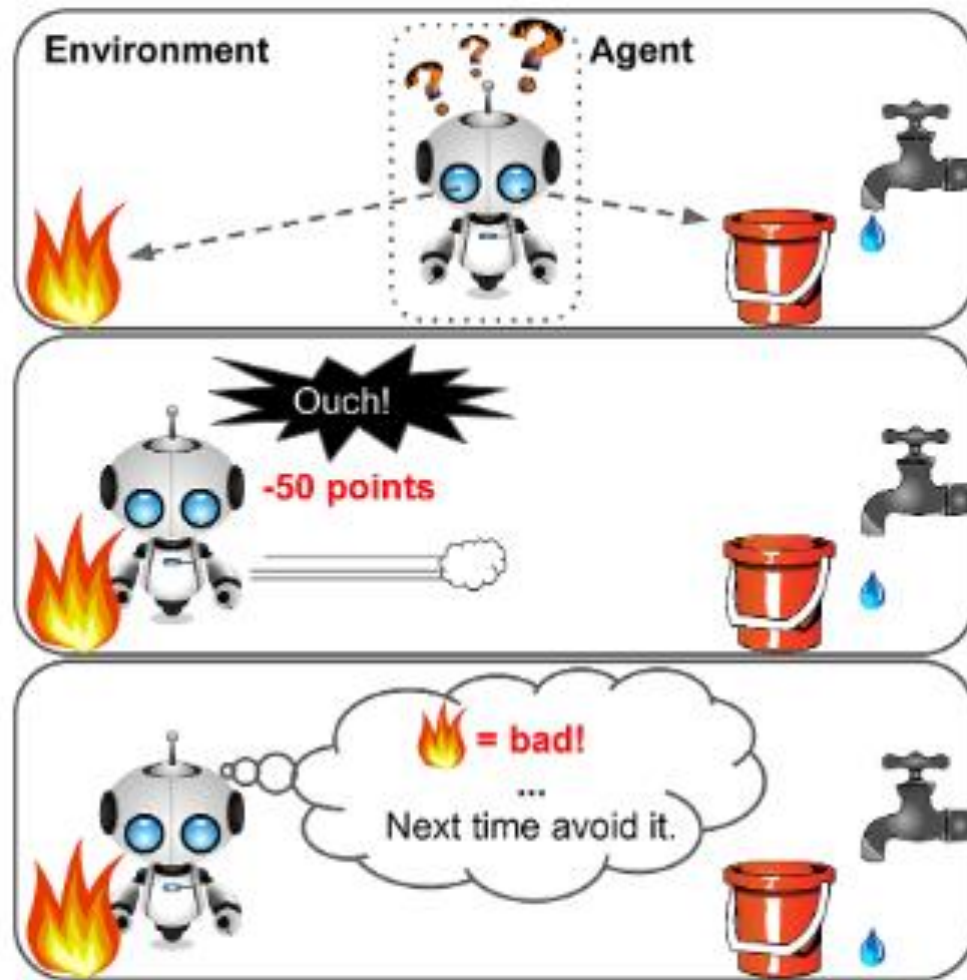 Environment
Agent
? ? ?
Ouch!
-50 points
= bad!
...
Next time avoid it.